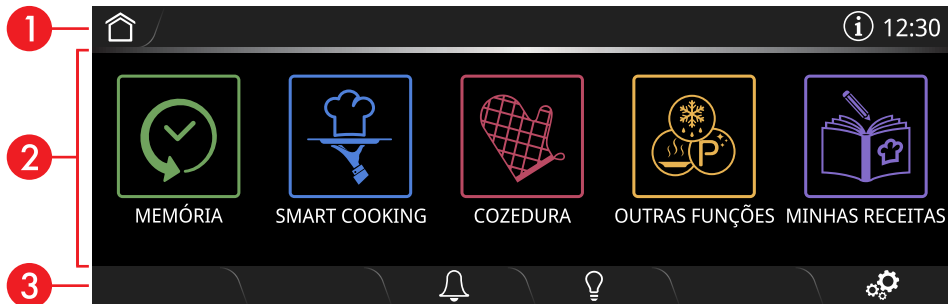 1
12:30
2
P
MEMÓRIA SMART COOKING COZEDURA OUTRAS FUNÇÕES MINHAS RECEITAS
3